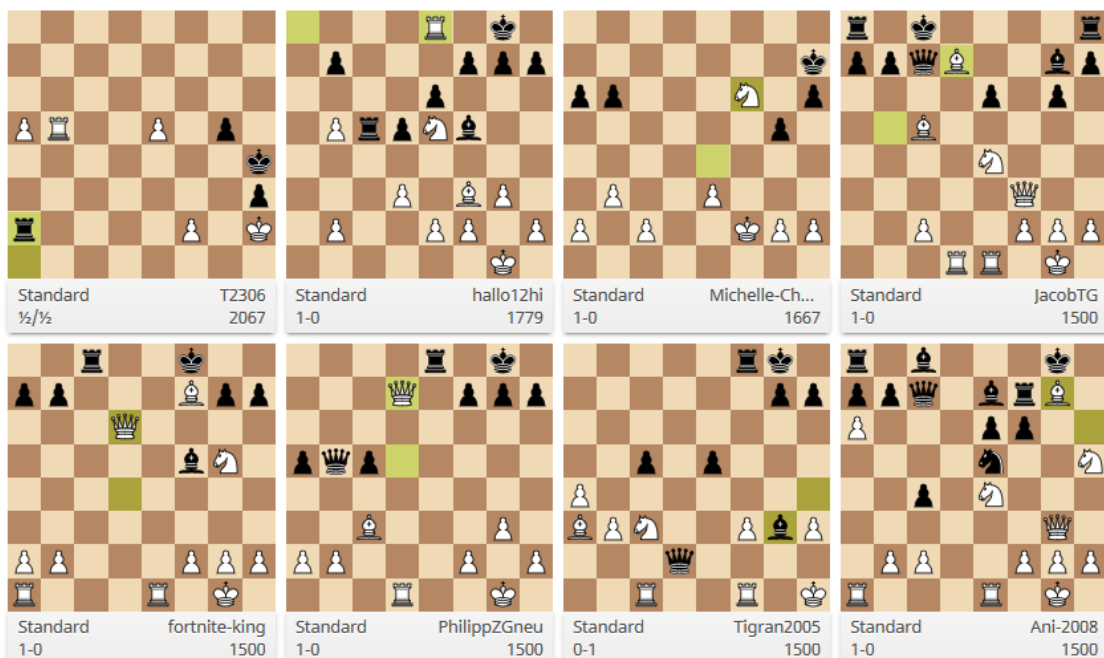 Standard T2306
½/½ 2067
Standard hallo12hi
1-0 1779
Standard Michelle-Ch...
1-0 1667
Standard JacobTG
1-0 1500
Standard fortnite-king
1-0 1500
Standard PhilippZGneu
1-0 1500
Standard Tigran2005
0-1 1500
Standard Ani-2008
1-0 1500